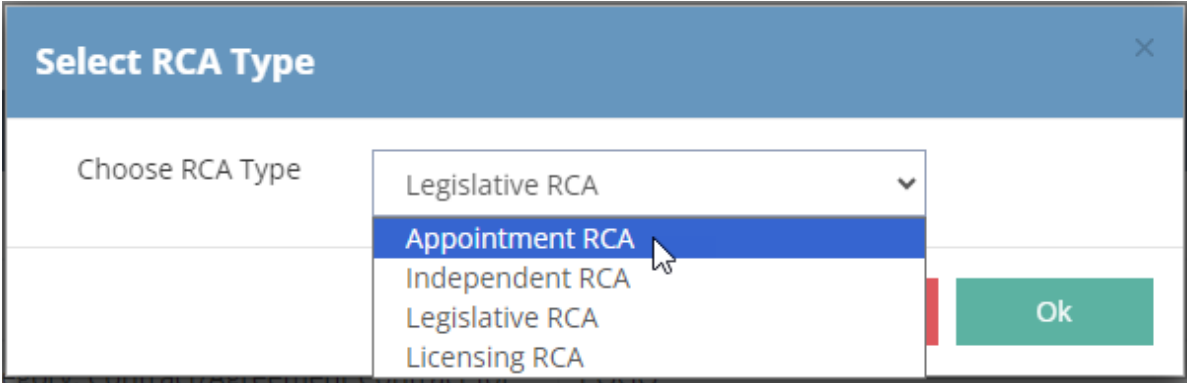 Select RCA Type
×
Choose RCA Type
Legislative RCA
Appointment RCA
Independent RCA
Legislative RCA
Licensing RCA
Ok